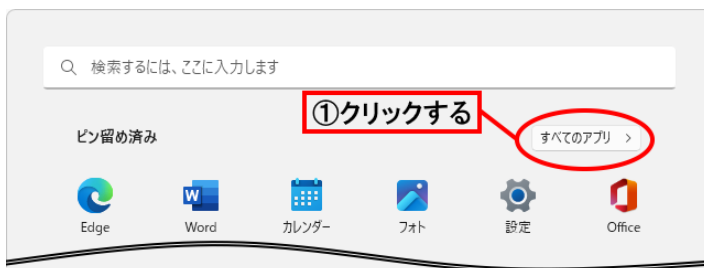 検索するには、ここに入力します
①クリックする
ピン留め済み
すべてのアプリ >
Edge
Word
カレンダー
フォト
設定
Office